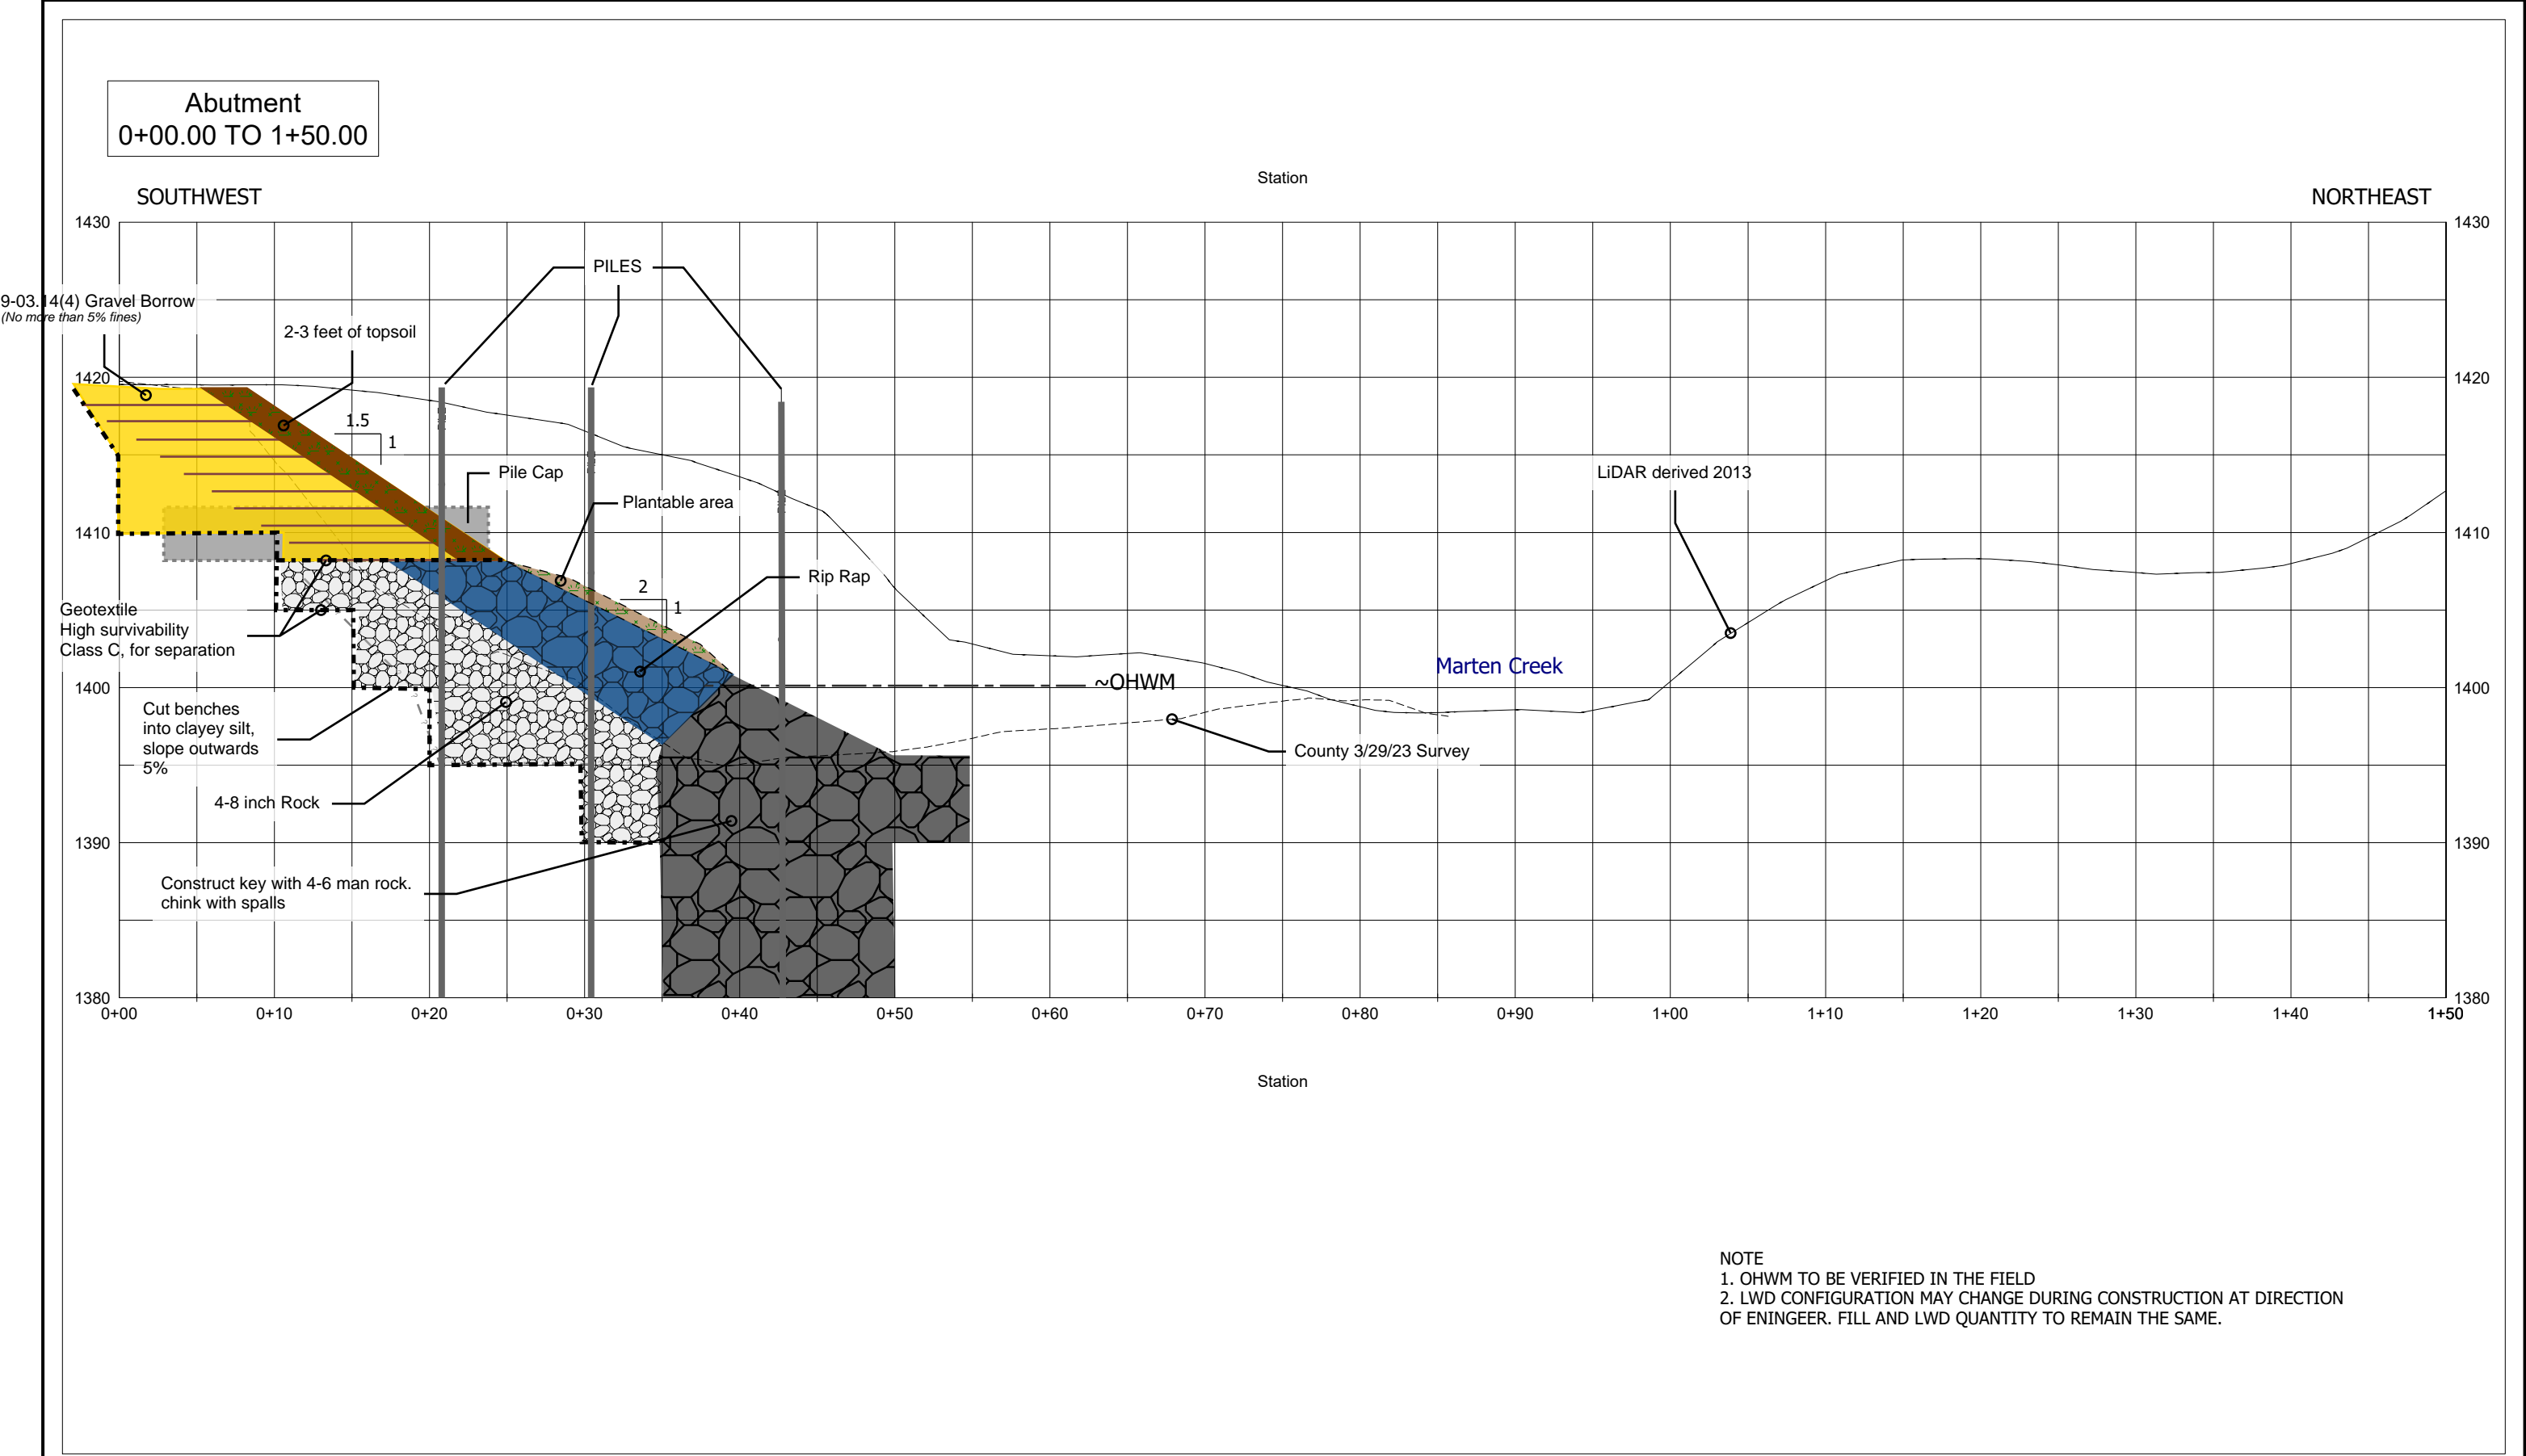 Abutment
0+00.00 TO 1+50.00
Station
SOUTHWEST
NORTHEAST
1430
1430
PILES
9-03.14(4) Gravel Borrow
(No more than 5% fines)
2-3 feet of topsoil
1420
1420
1.5
1
PILE
PILE
PILE
Pile Cap
Plantable area
LiDAR derived 2013
1410
1410
Rip Rap
2
1
Geotextile
High survivability
Class C, for separation
Marten Creek
~OHWM
1400
1400
Cut benches
into clayey silt,
slope outwards
5%
County 3/29/23 Survey
4-8 inch Rock
1390
1390
Construct key with 4-6 man rock.
chink with spalls
1380
1380
0+00
0+10
0+20
0+30
0+40
0+50
0+60
0+70
0+80
0+90
1+00
1+10
1+20
1+30
1+40
1+50
Station
NOTE
1. OHWM TO BE VERIFIED IN THE FIELD
2. LWD CONFIGURATION MAY CHANGE DURING CONSTRUCTION AT DIRECTION
OF ENINGEER. FILL AND LWD QUANTITY TO REMAIN THE SAME.